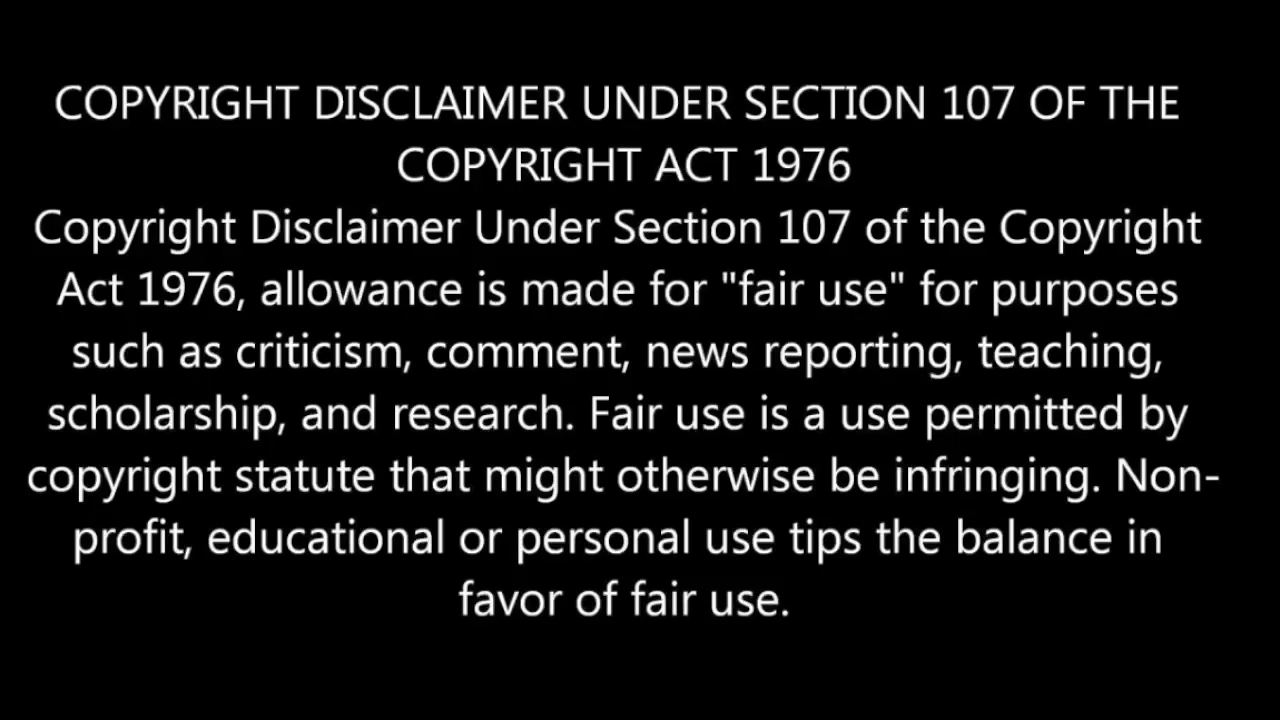 COPYRIGHT DISCLAIMER UNDER SECTION 107 OF THE
COPYRIGHT ACT 1976
Copyright Disclaimer Under Section 107 of the Copyright
Act 1976, allowance is made for "fair use" for purposes
such as criticism, comment, news reporting, teaching,
scholarship, and research. Fair use is a use permitted by
copyright statute that might otherwise be infringing. Non-
profit, educational or personal use tips the balance in
favor of fair use.